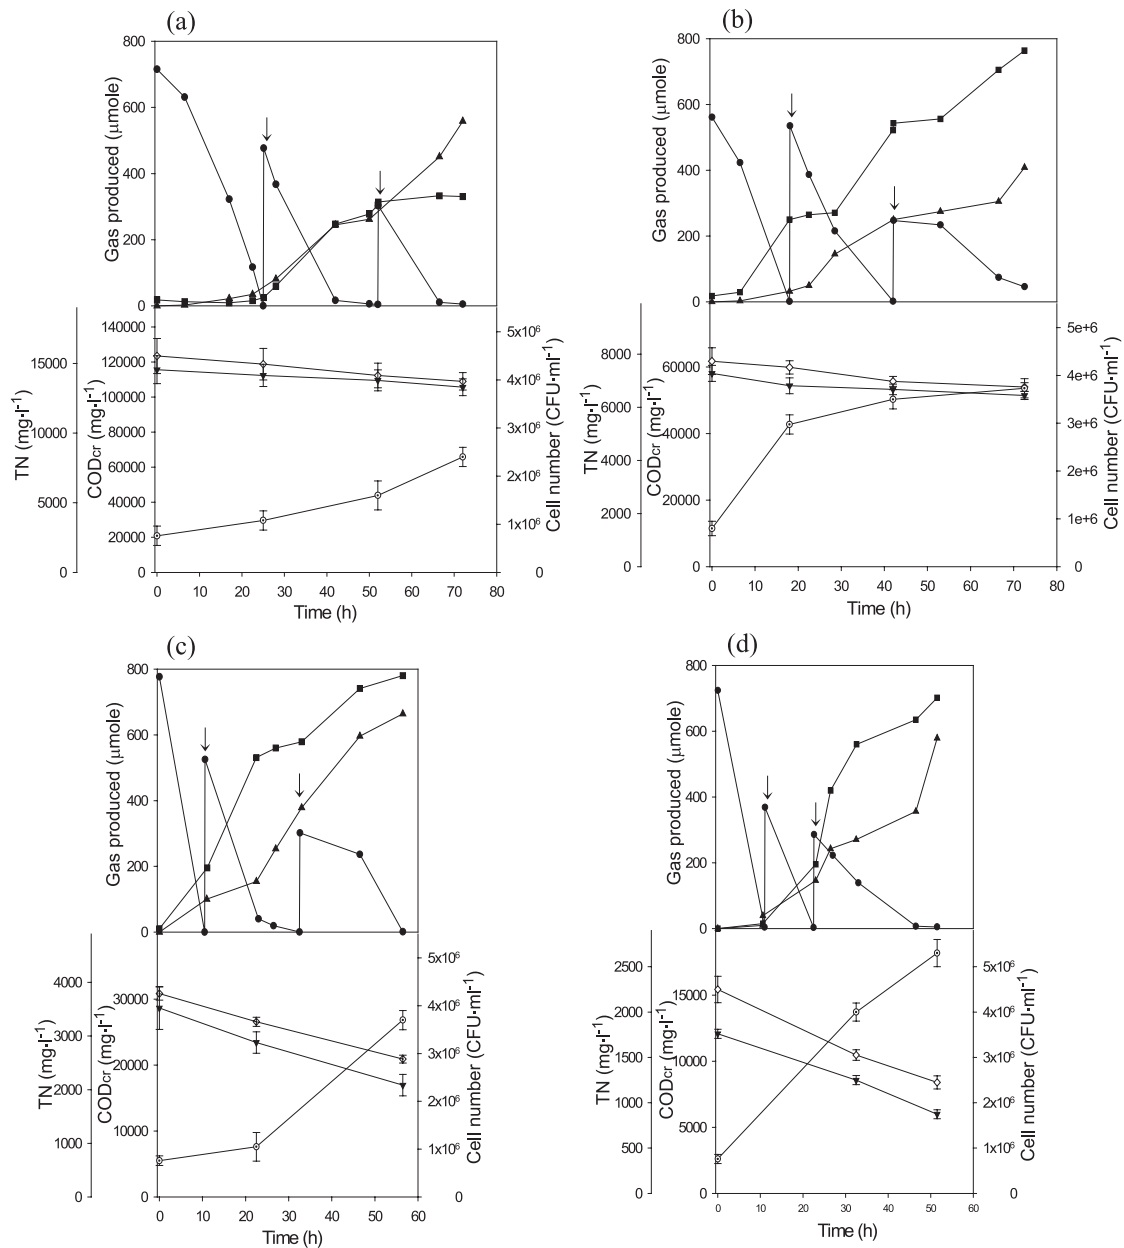 (a)
800
600
400
200
0
Gas produced (μmole)
140000
120000
100000
80000
60000
40000
20000
0
15000
10000
5000
0
TN (mg·l⁻¹)
CODcr (mg·l⁻¹)
5x10⁶
4x10⁶
3x10⁶
2x10⁶
1x10⁶
0
Cell number (CFU·ml⁻¹)
0 10 20 30 40 50 60 70 80
Time (h)
(b)
800
600
400
200
0
Gas produced (μmole)
8000
6000
4000
2000
0
TN (mg·l⁻¹)
60000
40000
20000
0
CODcr (mg·l⁻¹)
5e+6
4e+6
3e+6
2e+6
1e+6
0
Cell number (CFU·ml⁻¹)
0 10 20 30 40 50 60 70 80
Time (h)
(c)
800
600
400
200
0
Gas produced (μmole)
4000
3000
2000
1000
0
TN (mg·l⁻¹)
30000
20000
10000
0
CODcr (mg·l⁻¹)
5x10⁶
4x10⁶
3x10⁶
2x10⁶
1x10⁶
0
Cell number (CFU·ml⁻¹)
0 10 20 30 40 50 60
Time (h)
(d)
800
600
400
200
0
Gas produced (μmole)
2500
2000
1500
1000
500
0
TN (mg·l⁻¹)
15000
10000
5000
0
CODcr (mg·l⁻¹)
5x10⁶
4x10⁶
3x10⁶
2x10⁶
1x10⁶
0
Cell number (CFU·ml⁻¹)
0 10 20 30 40 50 60
Time (h)